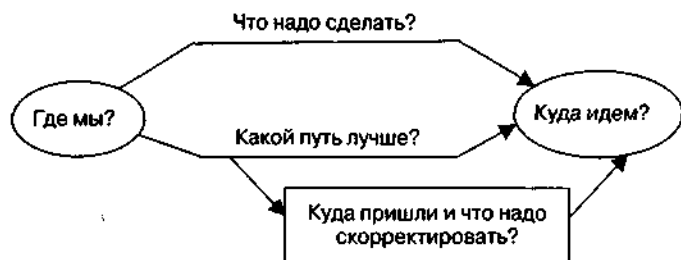 Что надо сделать?
Где мы?
Куда идем?
Какой путь лучше?
Куда пришли и что надо
скорректировать?